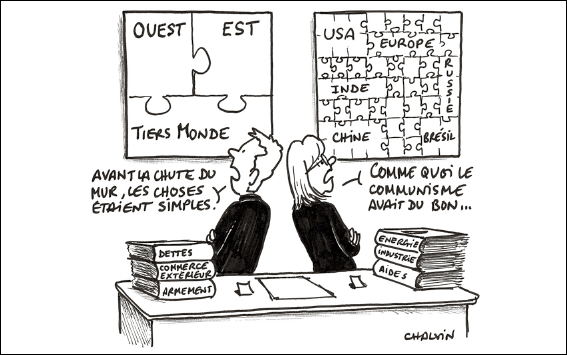 OUEST
EST
TIERS MONDE
USA
EUROPE
RUSSIE
INDE
CHINE
BRÉSIL
AVANT LA CHUTE DU
MUR, LES CHOSES
ÉTAIENT SIMPLES.
COMME QUOI LE
COMMUNISME
AVAIT DU BON...
DETTES
COMMERCE
EXTÉRIEUR
ARMEMENT
ENERGIE
INDUSTRIE
AIDES
CHALVIN